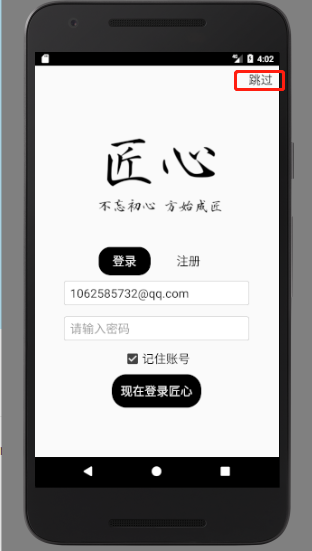 4:02
跳过
匠心
不忘初心 方始成匠
登录 注册
1062585732@qq.com
请输入密码
记住账号
现在登录匠心